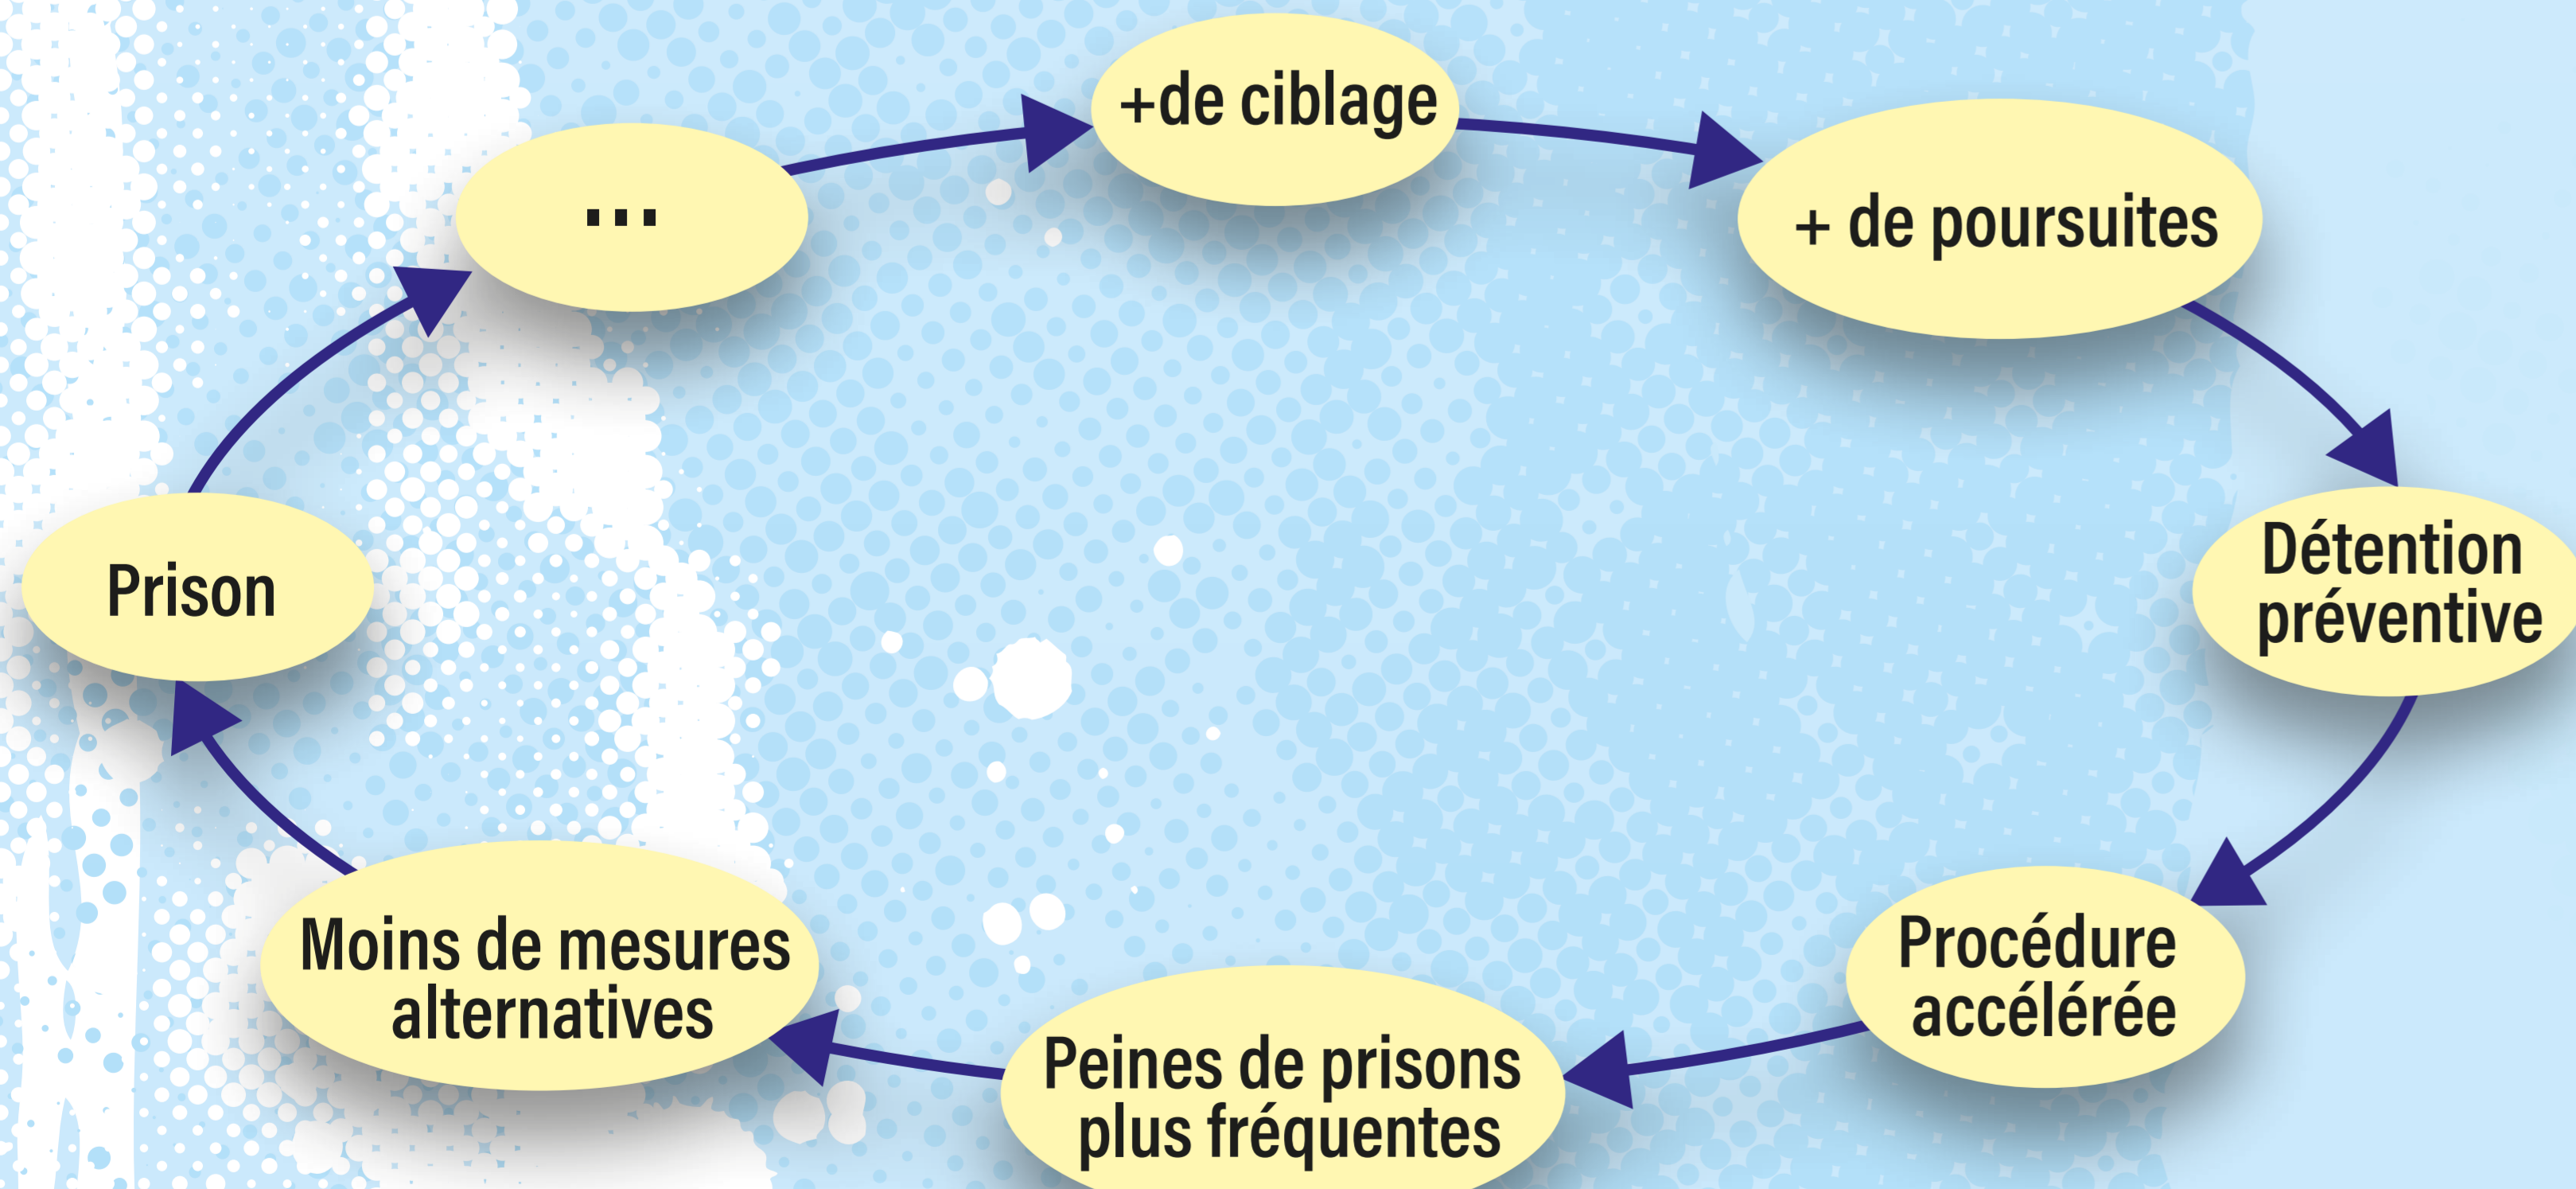 +de ciblage
+ de poursuites
Détention
préventive
Procédure
accélérée
Peines de prisons
plus fréquentes
Moins de mesures
alternatives
Prison
...